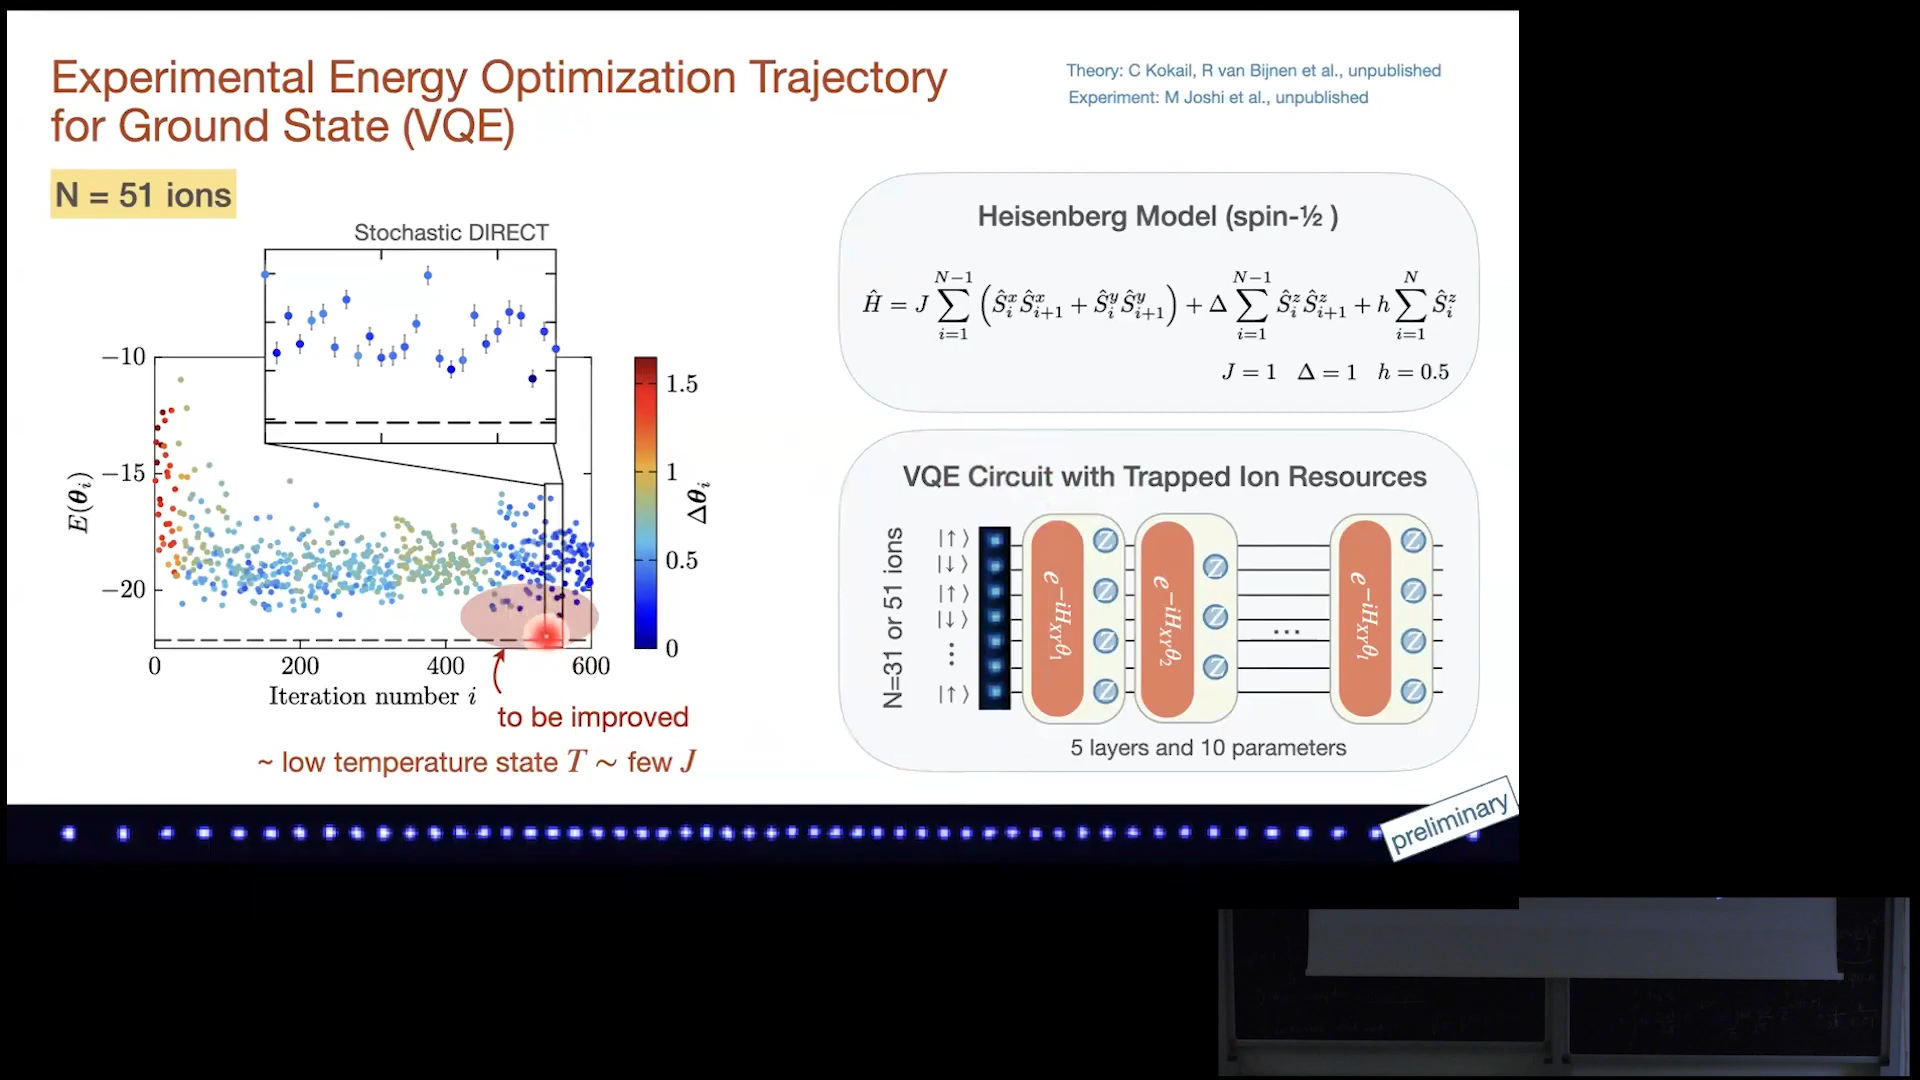 Experimental Energy Optimization Trajectory
for Ground State (VQE)
Theory: C Kokail, R van Bijnen et al., unpublished
Experiment: M Joshi et al., unpublished
N = 51 ions
Stochastic DIRECT
−10
−15
−20
E(θᵢ)
0 200 400 600
Iteration number i
1.5
1
0.5
0
Δθᵢ
to be improved
~ low temperature state T ∼ few J
Heisenberg Model (spin-½ )
Ĥ = J ∑_{i=1}^{N−1} (Ŝ_i^x Ŝ_{i+1}^x + Ŝ_i^y Ŝ_{i+1}^y) + Δ ∑_{i=1}^{N−1} Ŝ_i^z Ŝ_{i+1}^z + h ∑_{i=1}^{N} Ŝ_i^z
J = 1 Δ = 1 h = 0.5
VQE Circuit with Trapped Ion Resources
N=31 or 51 ions
|↑⟩
|↓⟩
|↑⟩
|↓⟩
⋮
|↑⟩
e^{−iH_{XY}θ_1}
Z
Z
Z
Z
e^{−iH_{XY}θ_2}
Z
Z
Z
...
e^{−iH_{XY}θ_l}
Z
Z
Z
Z
5 layers and 10 parameters
preliminary